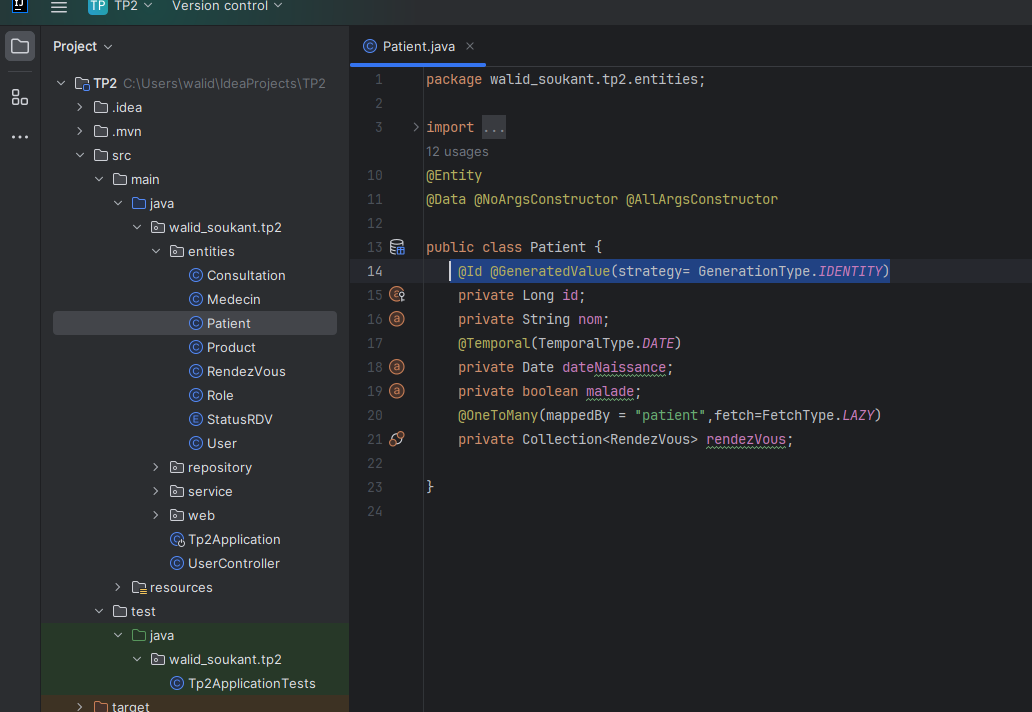 IJ
TP TP2 Version control
Project
Patient.java
TP2 C:\Users\walid\IdeaProjects\TP2
.idea
.mvn
src
main
java
walid_soukant.tp2
entities
Consultation
Medecin
Patient
Product
RendezVous
Role
StatusRDV
User
repository
service
web
Tp2Application
UserController
resources
test
java
walid_soukant.tp2
Tp2ApplicationTests
target
1 package walid_soukant.tp2.entities;
2
3 import ...
12 usages
10 @Entity
11 @Data @NoArgsConstructor @AllArgsConstructor
12
13 public class Patient {
14 @Id @GeneratedValue(strategy= GenerationType.IDENTITY)
15 private Long id;
16 private String nom;
17 @Temporal(TemporalType.DATE)
18 private Date dateNaissance;
19 private boolean malade;
20 @OneToMany(mappedBy = "patient",fetch=FetchType.LAZY)
21 private Collection<RendezVous> rendezVous;
22
23 }
24